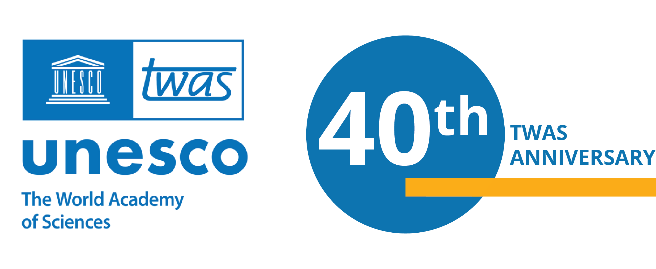 UNESCO
twas
unesco
The World Academy
of Sciences
40th
TWAS
ANNIVERSARY